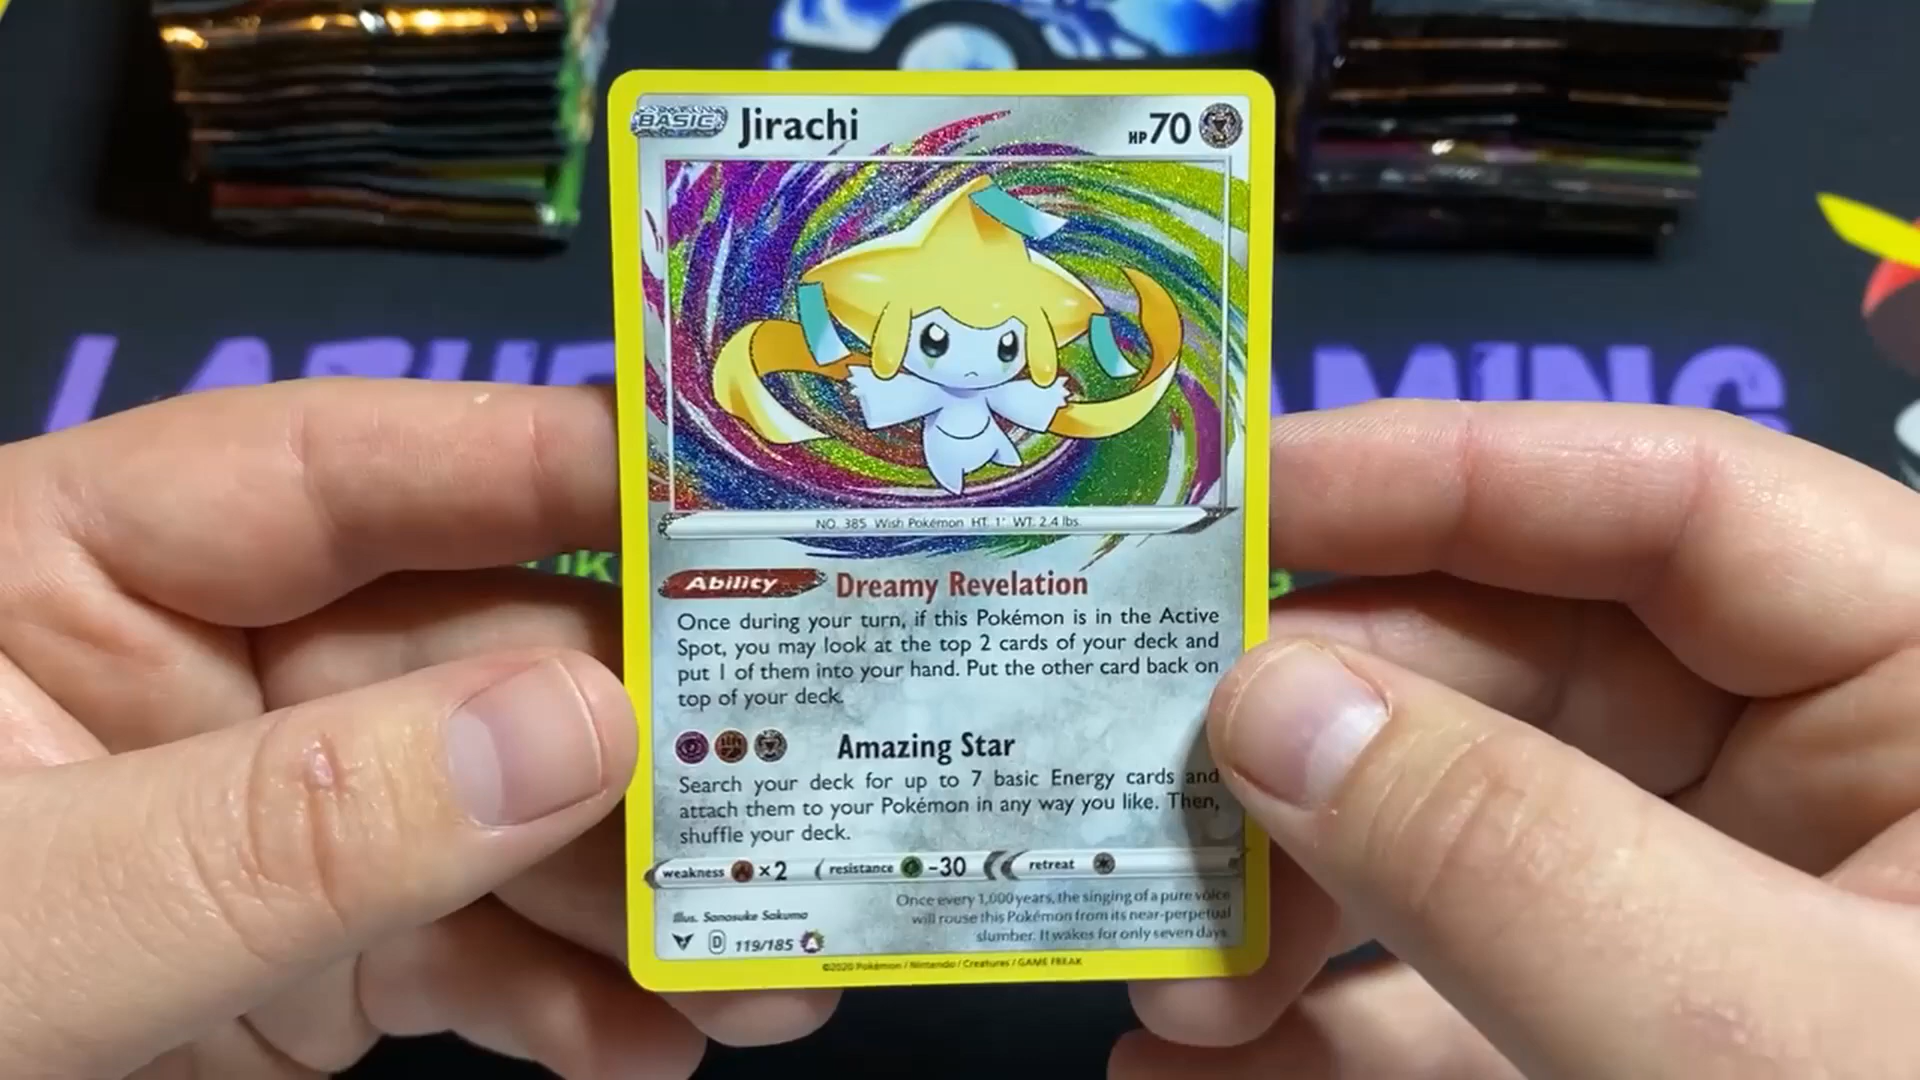 BASIC Jirachi HP 70
NO. 385 Wish Pokémon HT. 1' WT. 2.4 lbs.
Ability Dreamy Revelation
Once during your turn, if this Pokémon is in the Active
Spot, you may look at the top 2 cards of your deck and
put 1 of them into your hand. Put the other card back on
top of your deck.
Amazing Star
Search your deck for up to 7 basic Energy cards and
attach them to your Pokémon in any way you like. Then,
shuffle your deck.
weakness ×2 resistance -30 retreat
Once every 1,000 years, the singing of a pure voice
will rouse this Pokémon from its near-perpetual
slumber. It wakes for only seven days.
Illus. Sanosuke Sakuma
D 119/185 A
©2020 Pokémon / Nintendo / Creatures / GAME FREAK